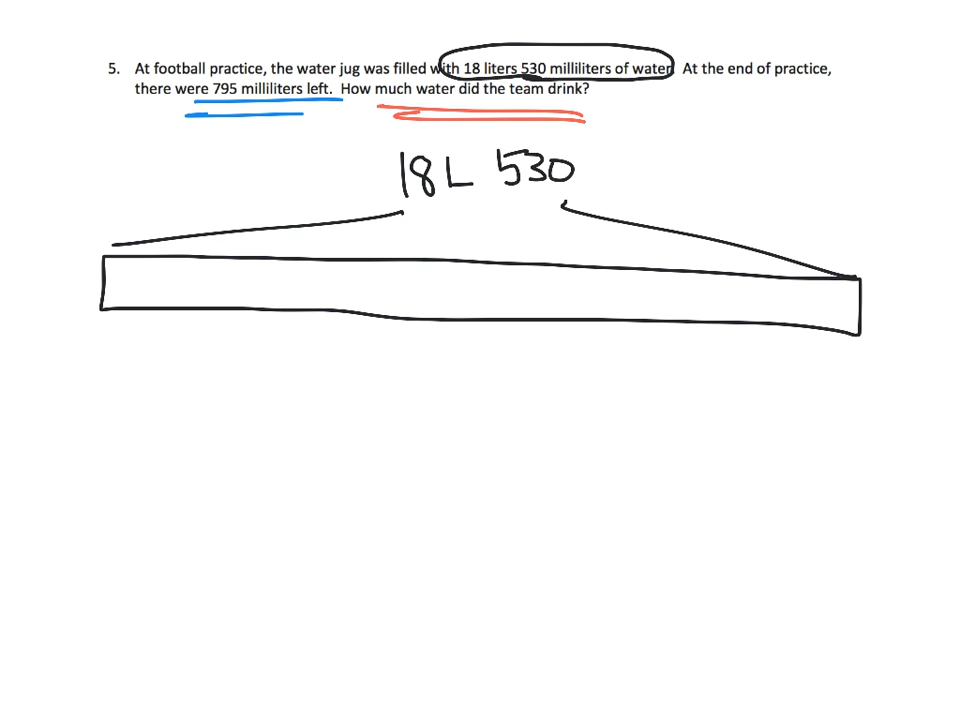 5. At football practice, the water jug was filled with 18 liters 530 milliliters of water. At the end of practice,
there were 795 milliliters left. How much water did the team drink?
18L 530